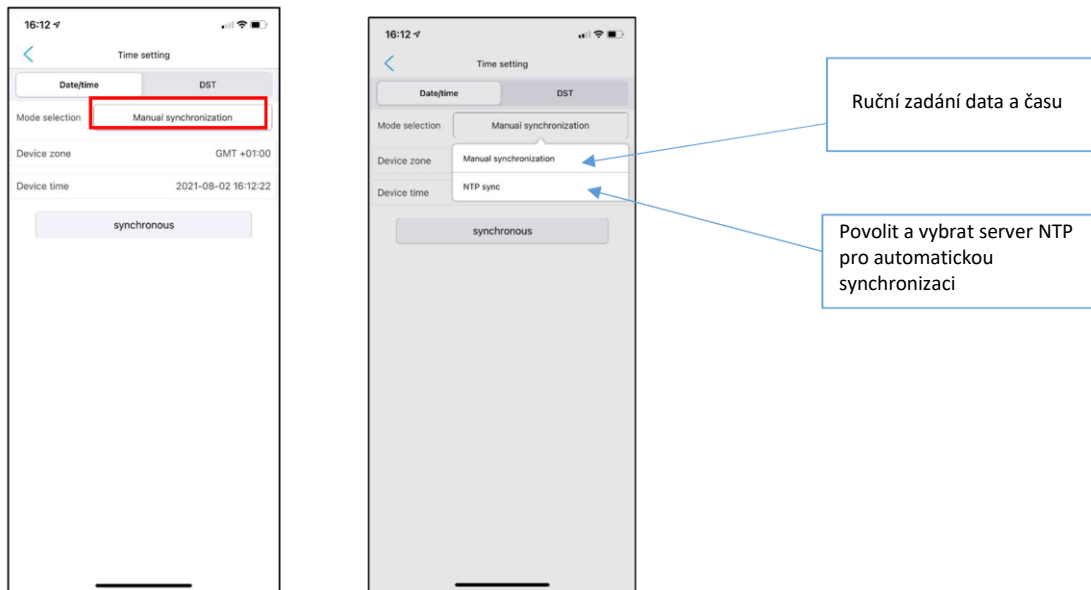 16:12
Time setting
Date/time DST
Mode selection Manual synchronization
Device zone GMT +01:00
Device time 2021-08-02 16:12:22
synchronous
16:12
Time setting
Date/time DST
Mode selection Manual synchronization
Device zone Manual synchronization
Device time NTP sync
synchronous
Ruční zadání data a času
Povolit a vybrat server NTP
pro automatickou
synchronizaci